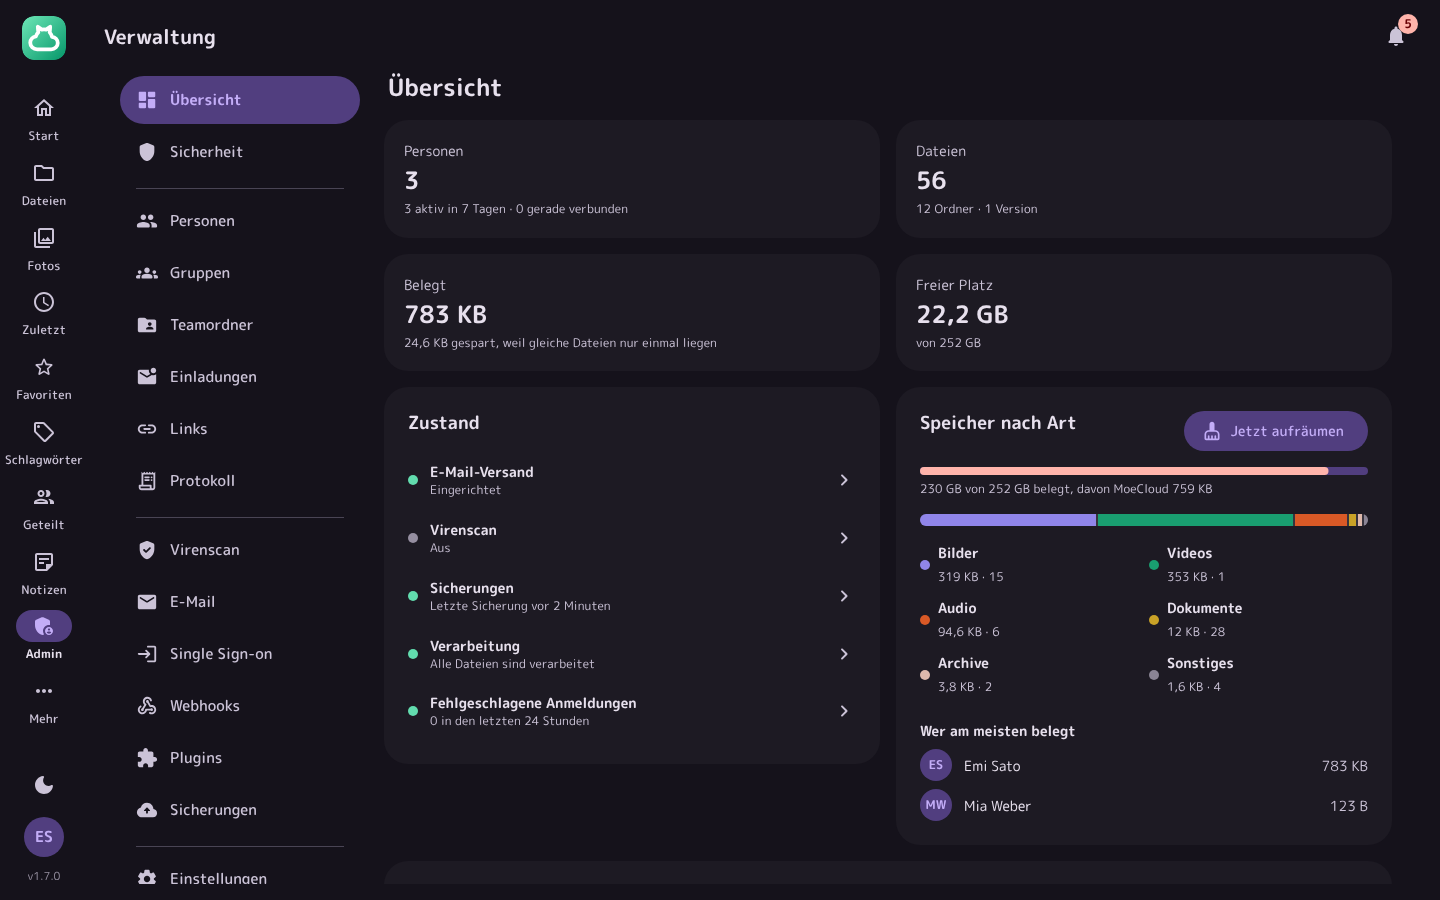 Verwaltung
5
Start
Dateien
Fotos
Zuletzt
Favoriten
Schlagwörter
Geteilt
Notizen
Admin
Mehr
ES
v1.7.0
Übersicht
Sicherheit
Personen
Gruppen
Teamordner
Einladungen
Links
Protokoll
Virenscan
E-Mail
Single Sign-on
Webhooks
Plugins
Sicherungen
Einstellungen
Übersicht
Personen
3
3 aktiv in 7 Tagen · 0 gerade verbunden
Dateien
56
12 Ordner · 1 Version
Belegt
783 KB
24,6 KB gespart, weil gleiche Dateien nur einmal liegen
Freier Platz
22,2 GB
von 252 GB
Zustand
E-Mail-Versand
Eingerichtet
Virenscan
Aus
Sicherungen
Letzte Sicherung vor 2 Minuten
Verarbeitung
Alle Dateien sind verarbeitet
Fehlgeschlagene Anmeldungen
0 in den letzten 24 Stunden
Speicher nach Art
Jetzt aufräumen
230 GB von 252 GB belegt, davon MoeCloud 759 KB
Bilder
319 KB · 15
Videos
353 KB · 1
Audio
94,6 KB · 6
Dokumente
12 KB · 28
Archive
3,8 KB · 2
Sonstiges
1,6 KB · 4
Wer am meisten belegt
ES Emi Sato 783 KB
MW Mia Weber 123 B